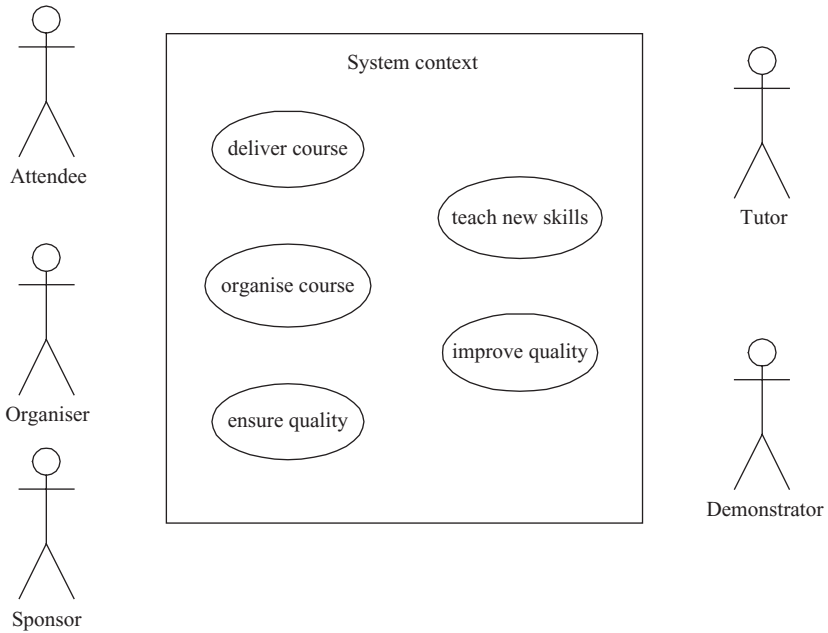 System context
Attendee
deliver course
teach new skills
Tutor
organise course
improve quality
Organiser
ensure quality
Demonstrator
Sponsor